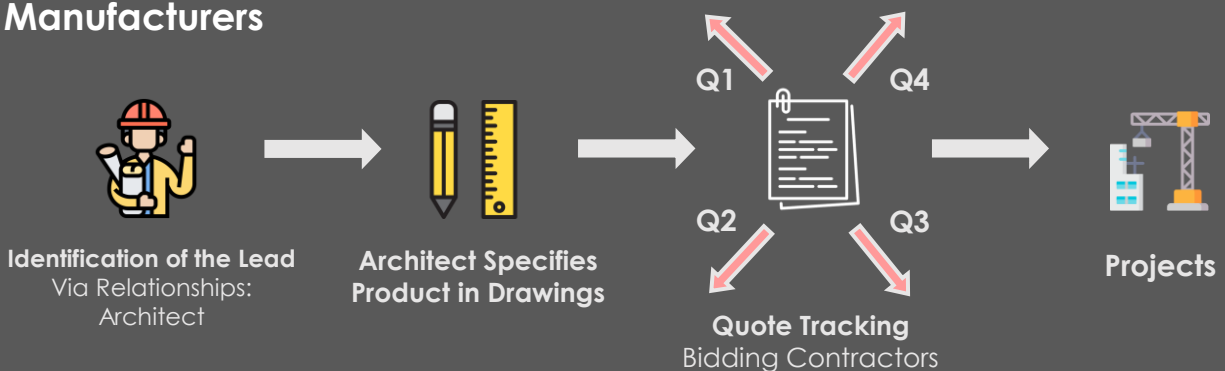 Manufacturers
Q1
Q4
Q2
Q3
Identification of the Lead
Via Relationships:
Architect
Architect Specifies
Product in Drawings
Quote Tracking
Bidding Contractors
Projects